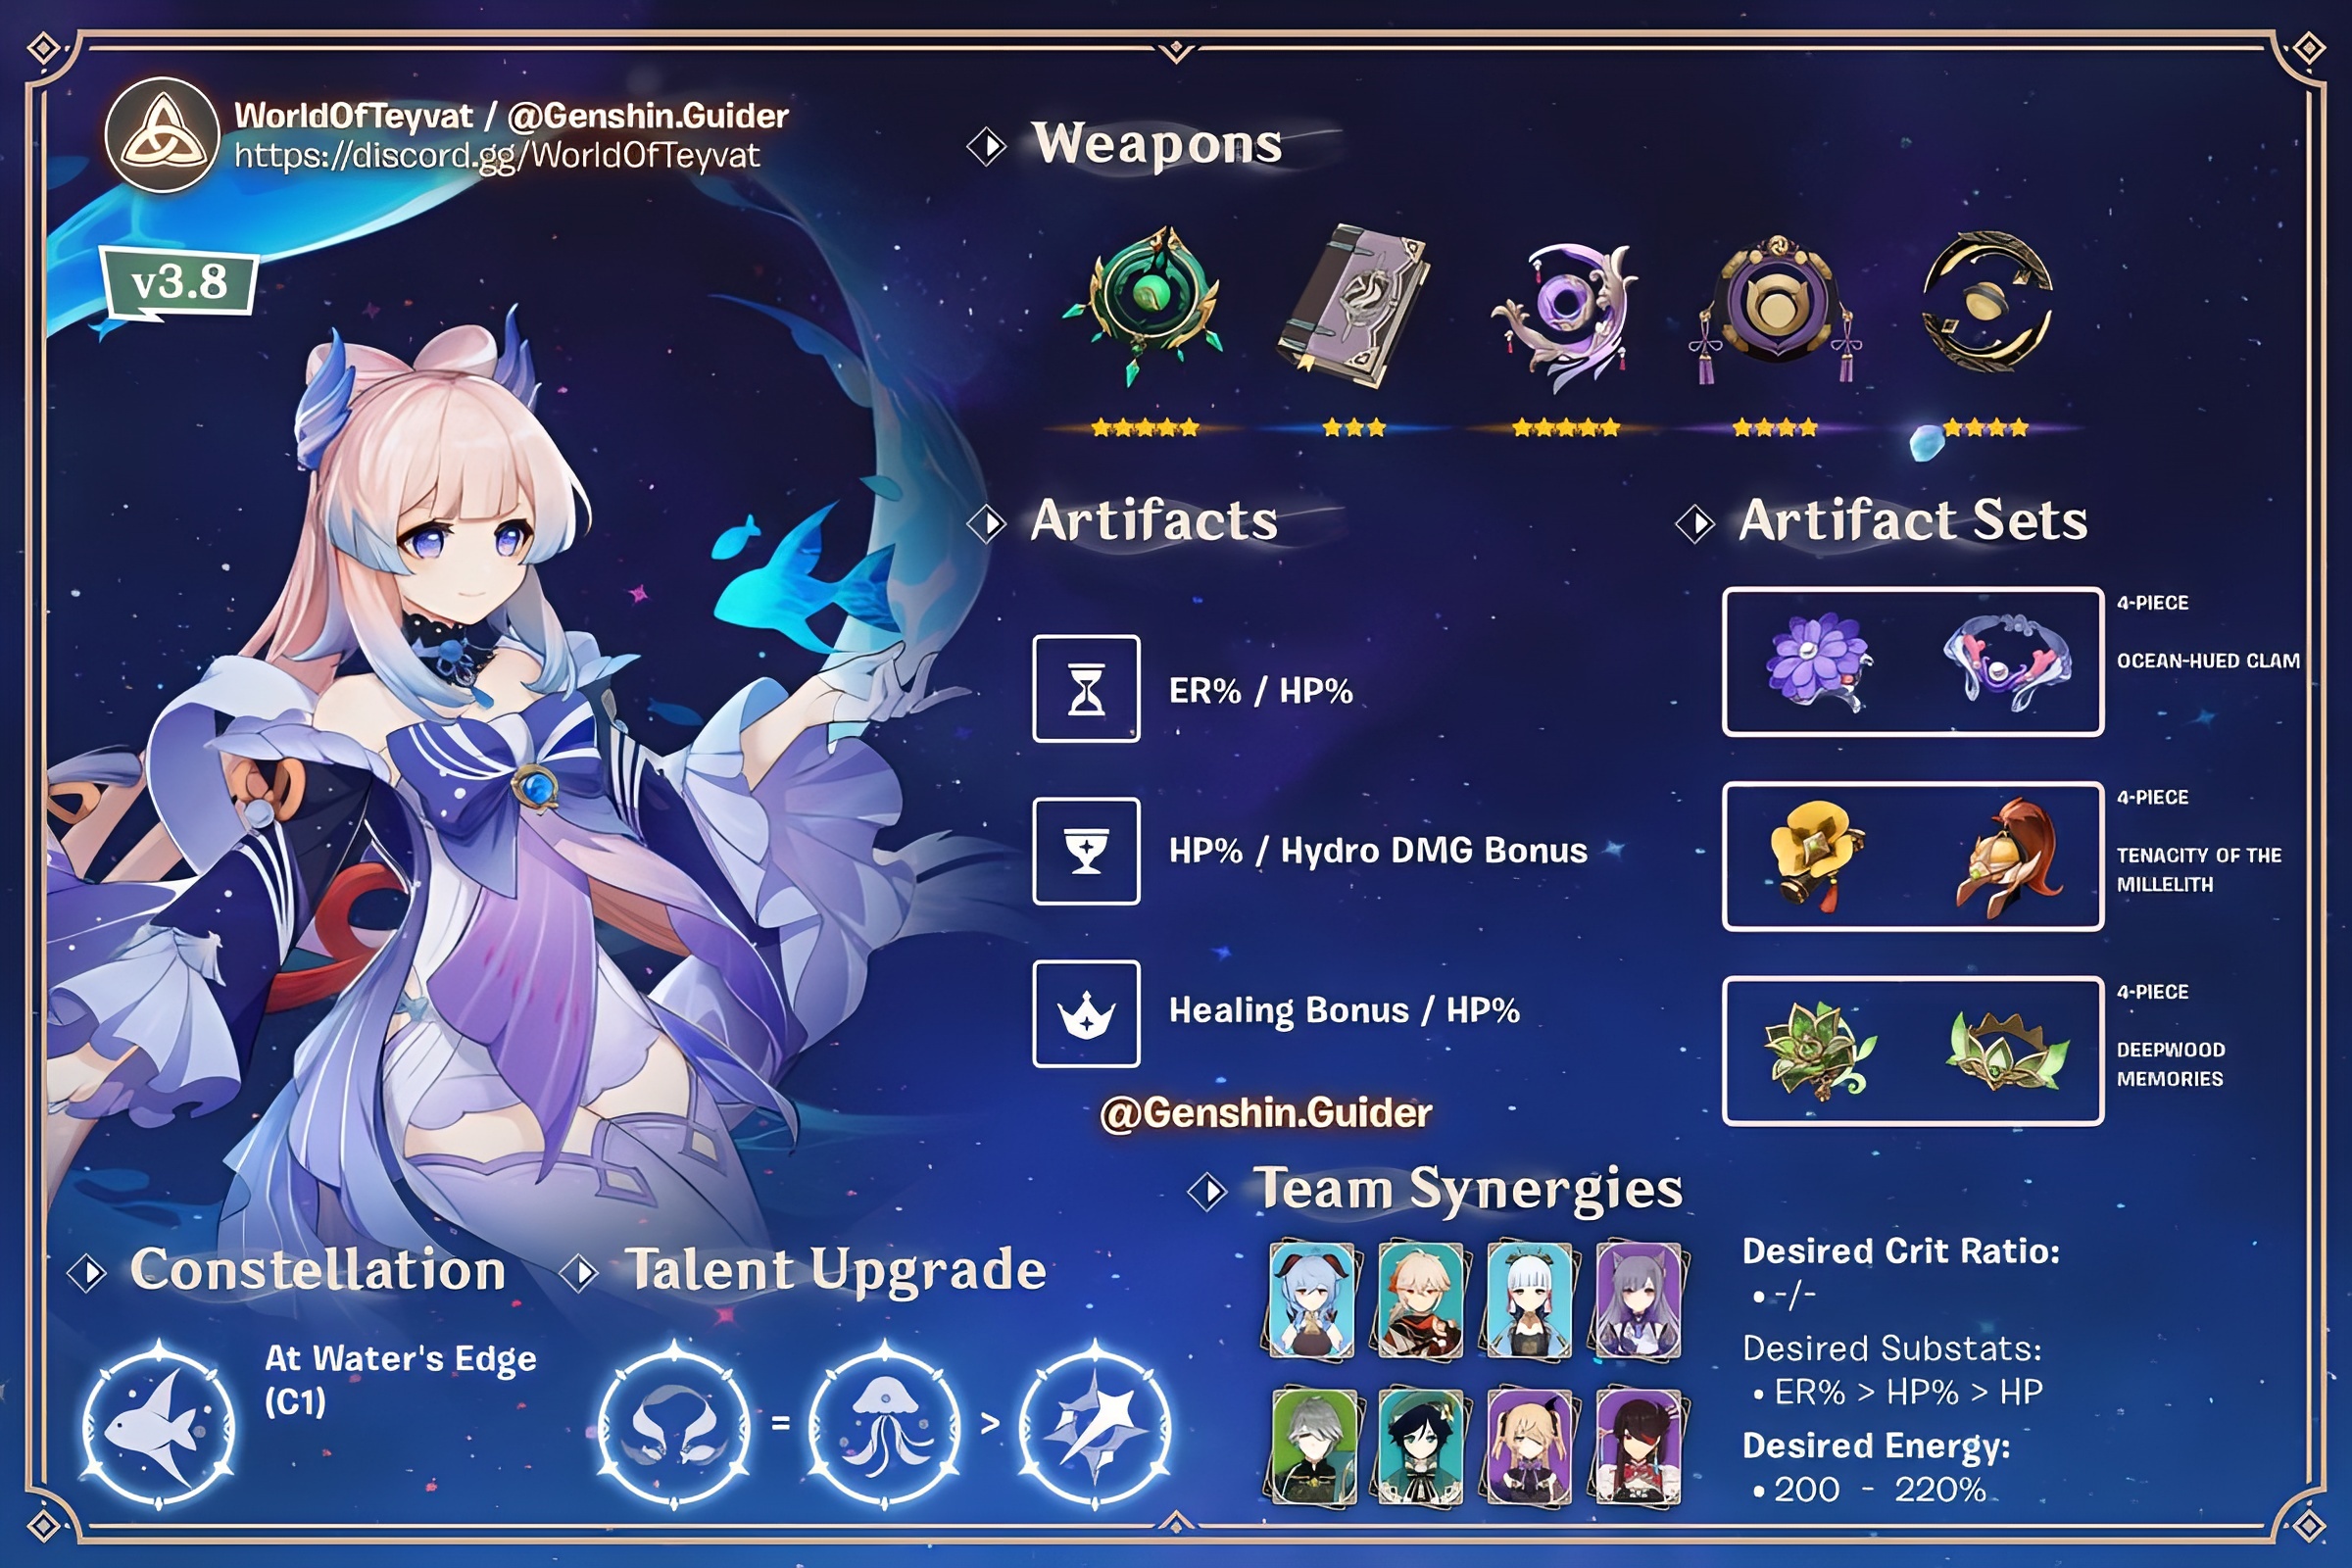 WorldOfTeyvat / @Genshin.Guider
https://discord.gg/WorldOfTeyvat
v3.8
Weapons
Artifacts
ER% / HP%
HP% / Hydro DMG Bonus
Healing Bonus / HP%
@Genshin.Guider
Artifact Sets
4-PIECE
OCEAN-HUED CLAM
4-PIECE
TENACITY OF THE
MILLELITH
4-PIECE
DEEPWOOD
MEMORIES
Constellation
At Water's Edge
(C1)
Talent Upgrade
= >
Team Synergies
Desired Crit Ratio:
• -/-
Desired Substats:
• ER% > HP% > HP
Desired Energy:
• 200 - 220%